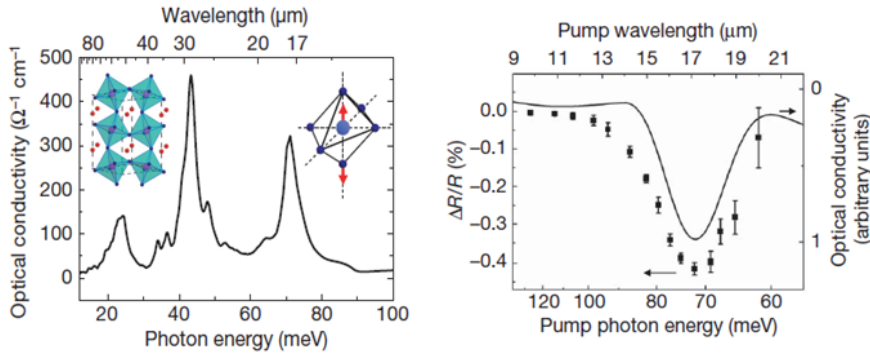 Wavelength (μm)
80 40 30 20 17
500
400
300
200
100
0
Optical conductivity (Ω⁻¹ cm⁻¹)
20 40 60 80 100
Photon energy (meV)
Pump wavelength (μm)
9 11 13 15 17 19 21
0.0
−0.1
−0.2
−0.3
−0.4
ΔR/R (%)
0
1
Optical conductivity
(arbitrary units)
120 100 80 70 60
Pump photon energy (meV)